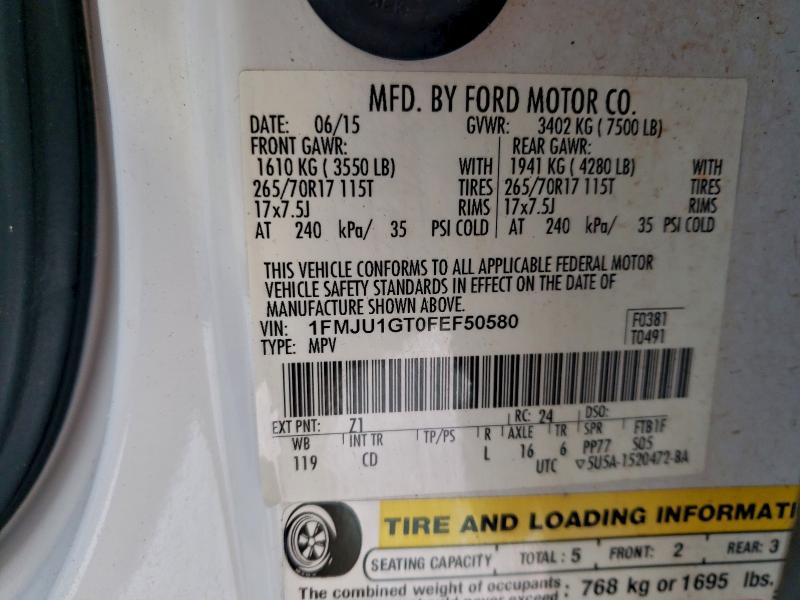 MFD. BY FORD MOTOR CO.
DATE: 06/15 GVWR: 3402 KG ( 7500 LB)
FRONT GAWR: REAR GAWR:
1610 KG ( 3550 LB) WITH 1941 KG ( 4280 LB) WITH
265/70R17 115T TIRES 265/70R17 115T TIRES
17x7.5J RIMS 17x7.5J RIMS
AT 240 kPa/ 35 PSI COLD AT 240 kPa/ 35 PSI COLD
THIS VEHICLE CONFORMS TO ALL APPLICABLE FEDERAL MOTOR
VEHICLE SAFETY STANDARDS IN EFFECT ON THE DATE OF
MANUFACTURE SHOWN ABOVE.
VIN: 1FMJU1GT0FEF50580 F0381
TYPE: MPV T0491
EXT PNT: Z1 RC: 24 DSO:
WB INT TR TP/PS R AXLE TR SPR FTB1F
119 CD L 16 6 PP77 S05
UTC ▽5U5A-1520472-BA
TIRE AND LOADING INFORMATI
SEATING CAPACITY TOTAL: 5 FRONT: 2 REAR: 3
The combined weight of occupants : 768 kg or 1695 lbs.